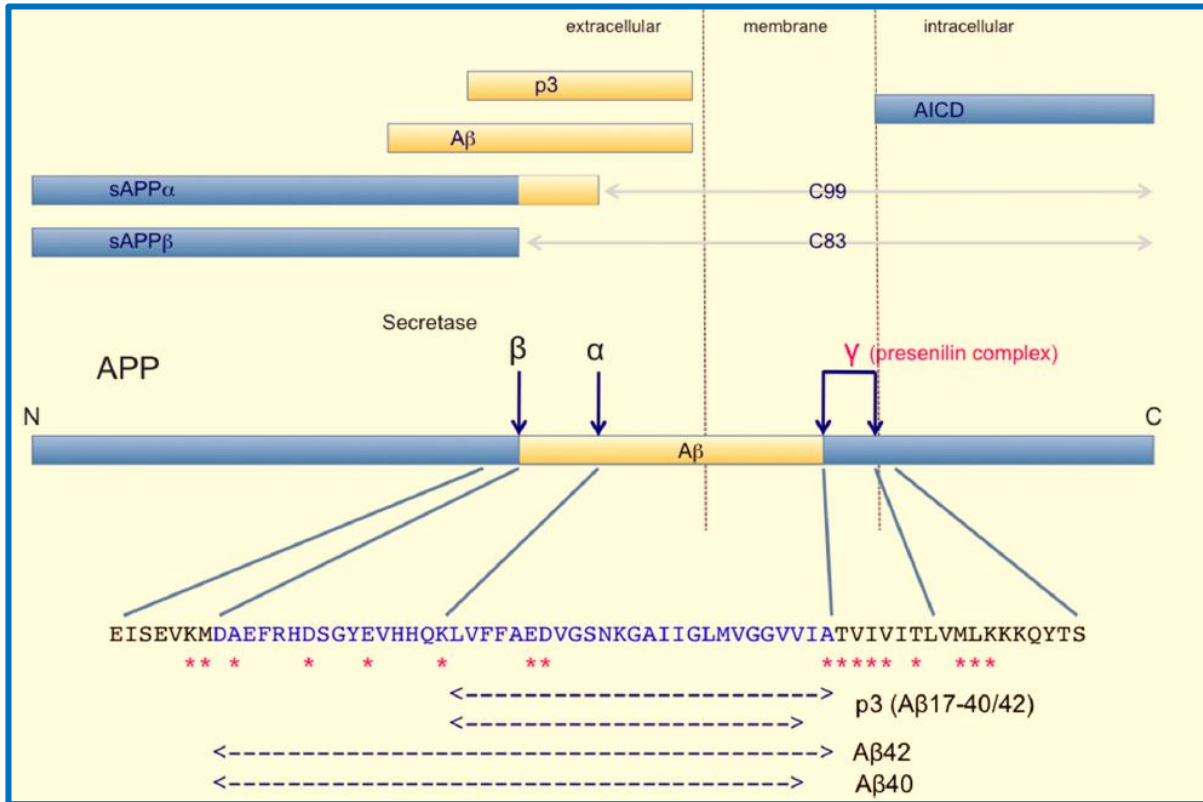 extracellular membrane intracellular
p3
AICD
Aβ
sAPPα C99
sAPPβ C83
Secretase
β α γ (presenilin complex)
APP
N C
Aβ
EISEVKMDAEFRHDSGYEVHHQKLVFFAEDVGSNKGAIIGLMVGGVVIATVIVITLVMLKKKQYTS
** * * * * ** ***** * ***
<--------------------------> p3 (Aβ17-40/42)
<------------------------>
<------------------------------------------> Aβ42
<----------------------------------------> Aβ40